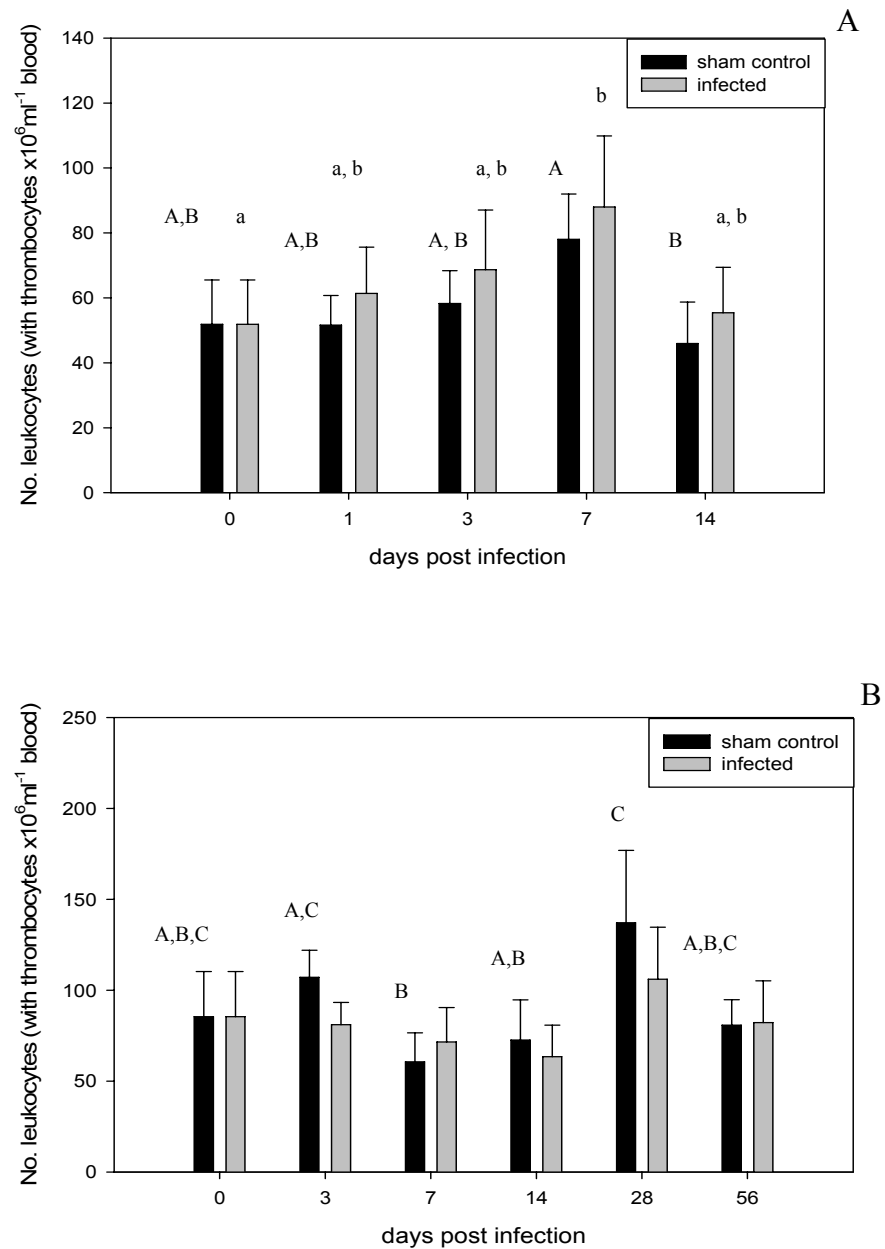 A
No. leukocytes (with thrombocytes x10⁶ml⁻¹ blood)
140
120
100
80
60
40
20
0
sham control
infected
A,B
a
A,B
a, b
A, B
a, b
A
b
B
a, b
0 1 3 7 14
days post infection
B
No. leukocytes (with thrombocytes x10⁶ml⁻¹ blood)
250
200
150
100
50
0
sham control
infected
A,B,C
A,C
B
A,B
C
A,B,C
0 3 7 14 28 56
days post infection